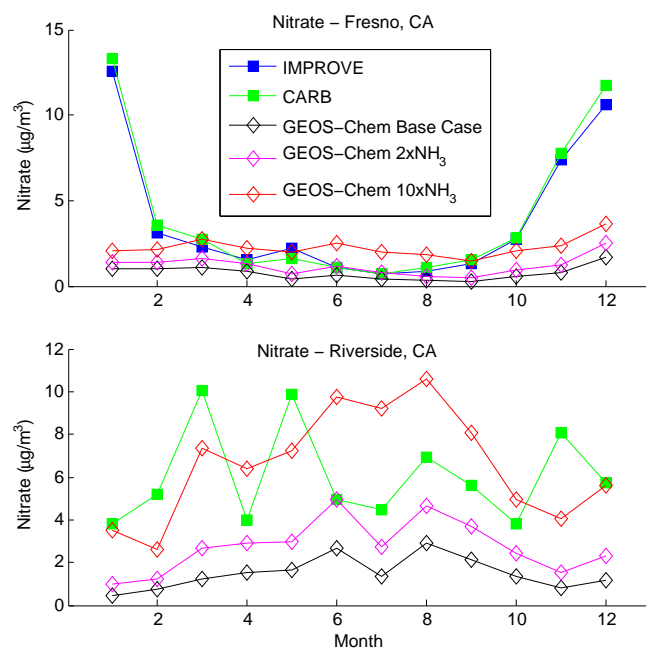 Nitrate − Fresno, CA
15
10
5
0
Nitrate (μg/m³)
IMPROVE
CARB
GEOS−Chem Base Case
GEOS−Chem 2xNH₃
GEOS−Chem 10xNH₃
2 4 6 8 10 12
Nitrate − Riverside, CA
12
10
8
6
4
2
0
Nitrate (μg/m³)
2 4 6 8 10 12
Month